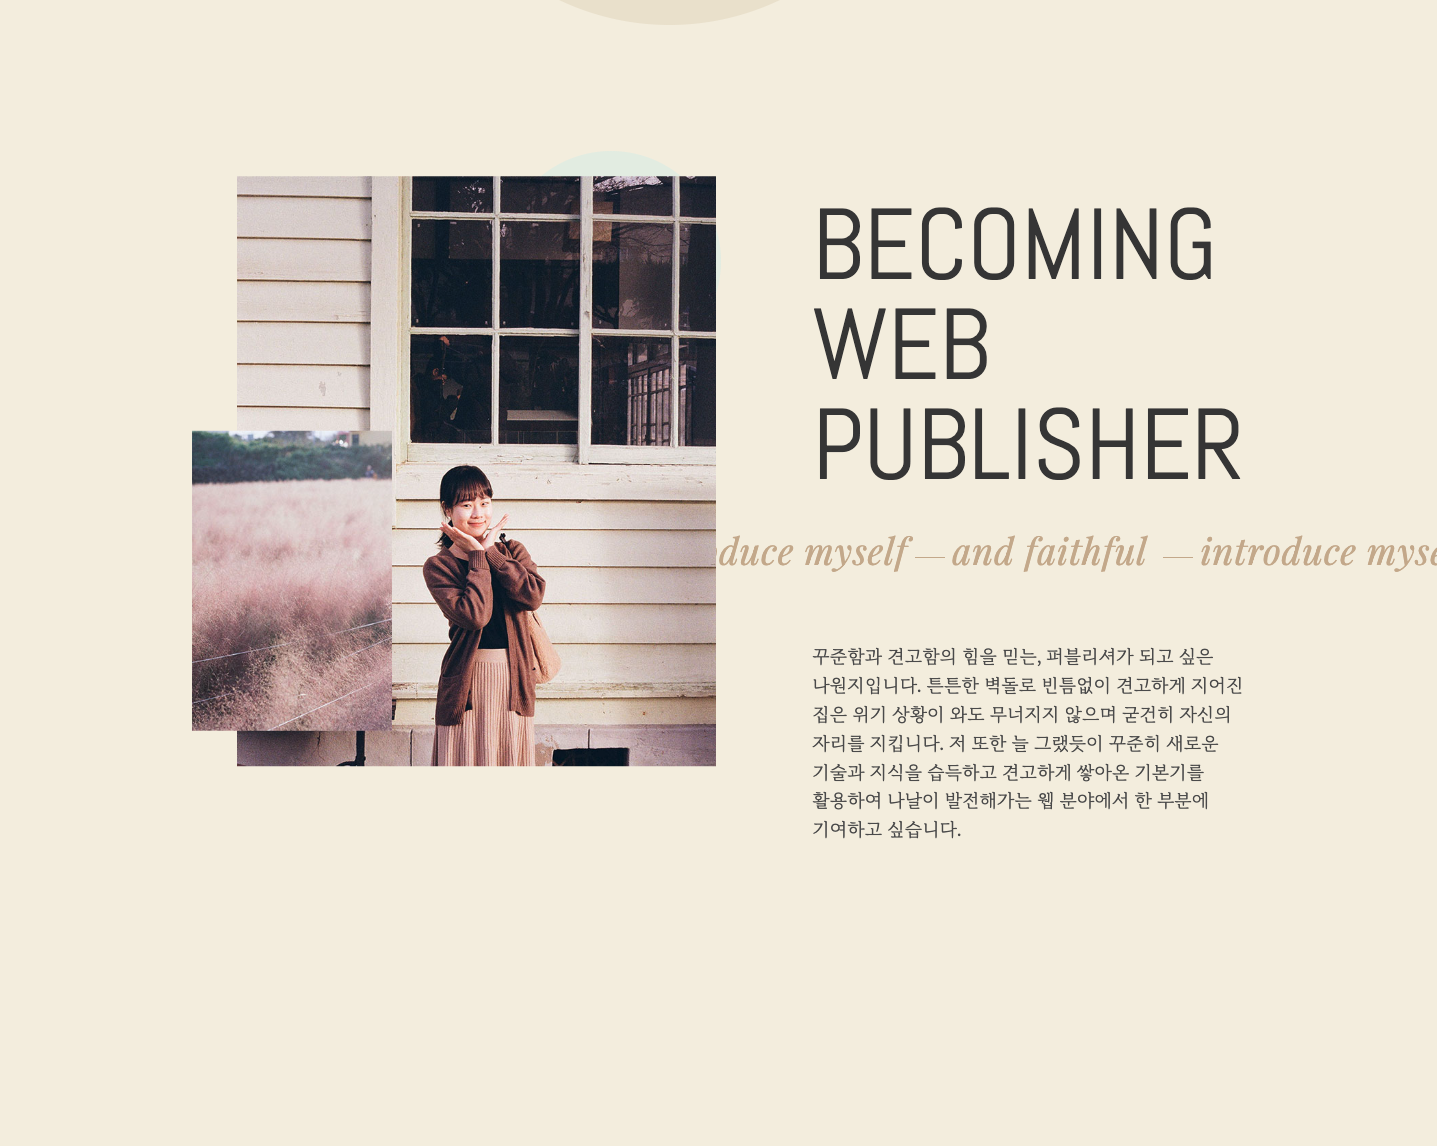 BECOMING
WEB
PUBLISHER
duce myself — and faithful — introduce myse
꾸준함과 견고함의 힘을 믿는, 퍼블리셔가 되고 싶은
나원지입니다. 튼튼한 벽돌로 빈틈없이 견고하게 지어진
집은 위기 상황이 와도 무너지지 않으며 굳건히 자신의
자리를 지킵니다. 저 또한 늘 그랬듯이 꾸준히 새로운
기술과 지식을 습득하고 견고하게 쌓아온 기본기를
활용하여 나날이 발전해가는 웹 분야에서 한 부분에
기여하고 싶습니다.